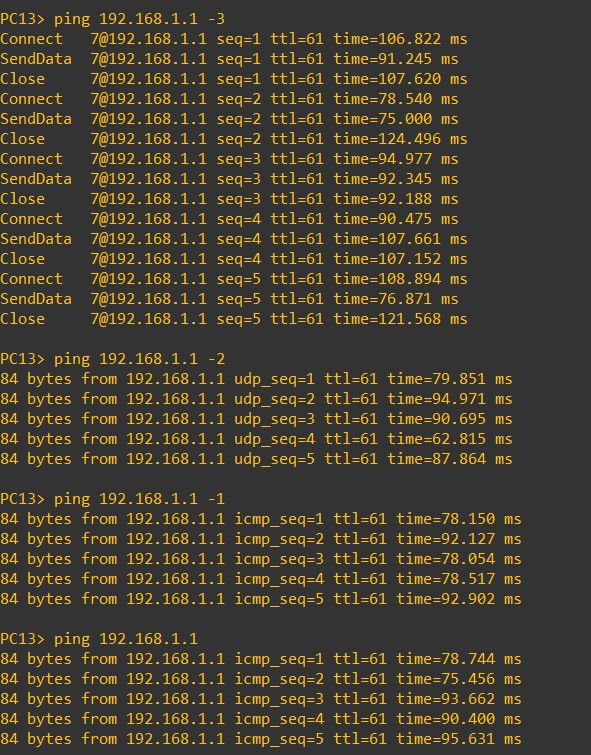 PC13> ping 192.168.1.1 -3
Connect   7@192.168.1.1 seq=1 ttl=61 time=106.822 ms
SendData  7@192.168.1.1 seq=1 ttl=61 time=91.245 ms
Close     7@192.168.1.1 seq=1 ttl=61 time=107.620 ms
Connect   7@192.168.1.1 seq=2 ttl=61 time=78.540 ms
SendData  7@192.168.1.1 seq=2 ttl=61 time=75.000 ms
Close     7@192.168.1.1 seq=2 ttl=61 time=124.496 ms
Connect   7@192.168.1.1 seq=3 ttl=61 time=94.977 ms
SendData  7@192.168.1.1 seq=3 ttl=61 time=92.345 ms
Close     7@192.168.1.1 seq=3 ttl=61 time=92.188 ms
Connect   7@192.168.1.1 seq=4 ttl=61 time=90.475 ms
SendData  7@192.168.1.1 seq=4 ttl=61 time=107.661 ms
Close     7@192.168.1.1 seq=4 ttl=61 time=107.152 ms
Connect   7@192.168.1.1 seq=5 ttl=61 time=108.894 ms
SendData  7@192.168.1.1 seq=5 ttl=61 time=76.871 ms
Close     7@192.168.1.1 seq=5 ttl=61 time=121.568 ms

PC13> ping 192.168.1.1 -2
84 bytes from 192.168.1.1 udp_seq=1 ttl=61 time=79.851 ms
84 bytes from 192.168.1.1 udp_seq=2 ttl=61 time=94.971 ms
84 bytes from 192.168.1.1 udp_seq=3 ttl=61 time=90.695 ms
84 bytes from 192.168.1.1 udp_seq=4 ttl=61 time=62.815 ms
84 bytes from 192.168.1.1 udp_seq=5 ttl=61 time=87.864 ms

PC13> ping 192.168.1.1 -1
84 bytes from 192.168.1.1 icmp_seq=1 ttl=61 time=78.150 ms
84 bytes from 192.168.1.1 icmp_seq=2 ttl=61 time=92.127 ms
84 bytes from 192.168.1.1 icmp_seq=3 ttl=61 time=78.054 ms
84 bytes from 192.168.1.1 icmp_seq=4 ttl=61 time=78.517 ms
84 bytes from 192.168.1.1 icmp_seq=5 ttl=61 time=92.902 ms

PC13> ping 192.168.1.1
84 bytes from 192.168.1.1 icmp_seq=1 ttl=61 time=78.744 ms
84 bytes from 192.168.1.1 icmp_seq=2 ttl=61 time=75.456 ms
84 bytes from 192.168.1.1 icmp_seq=3 ttl=61 time=93.662 ms
84 bytes from 192.168.1.1 icmp_seq=4 ttl=61 time=90.400 ms
84 bytes from 192.168.1.1 icmp_seq=5 ttl=61 time=95.631 ms